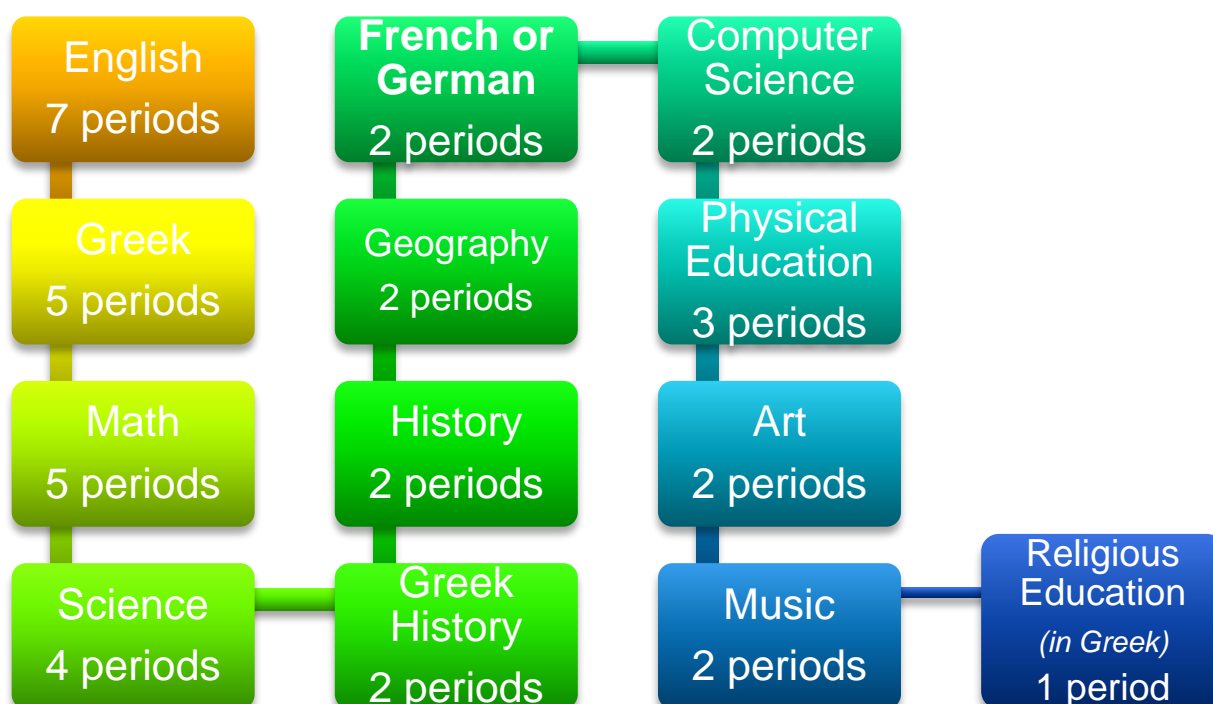 English
7 periods
Greek
5 periods
Math
5 periods
Science
4 periods
Greek
History
2 periods
History
2 periods
Geography
2 periods
French or
German
2 periods
Computer
Science
2 periods
Physical
Education
3 periods
Art
2 periods
Music
2 periods
Religious
Education
(in Greek)
1 period